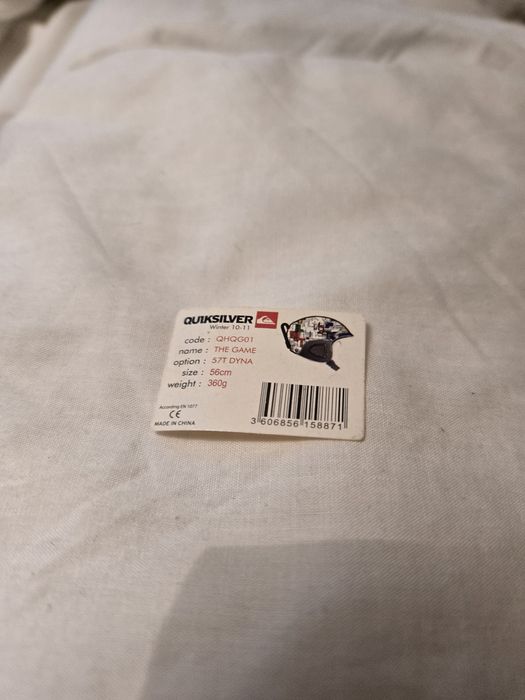 QUIKSILVER
Winter 10-11
code : QHQG01
name : THE GAME
option : 57T DYNA
size : 56cm
weight : 360g
According EN 1077
CE
MADE IN CHINA
3 606856 158871